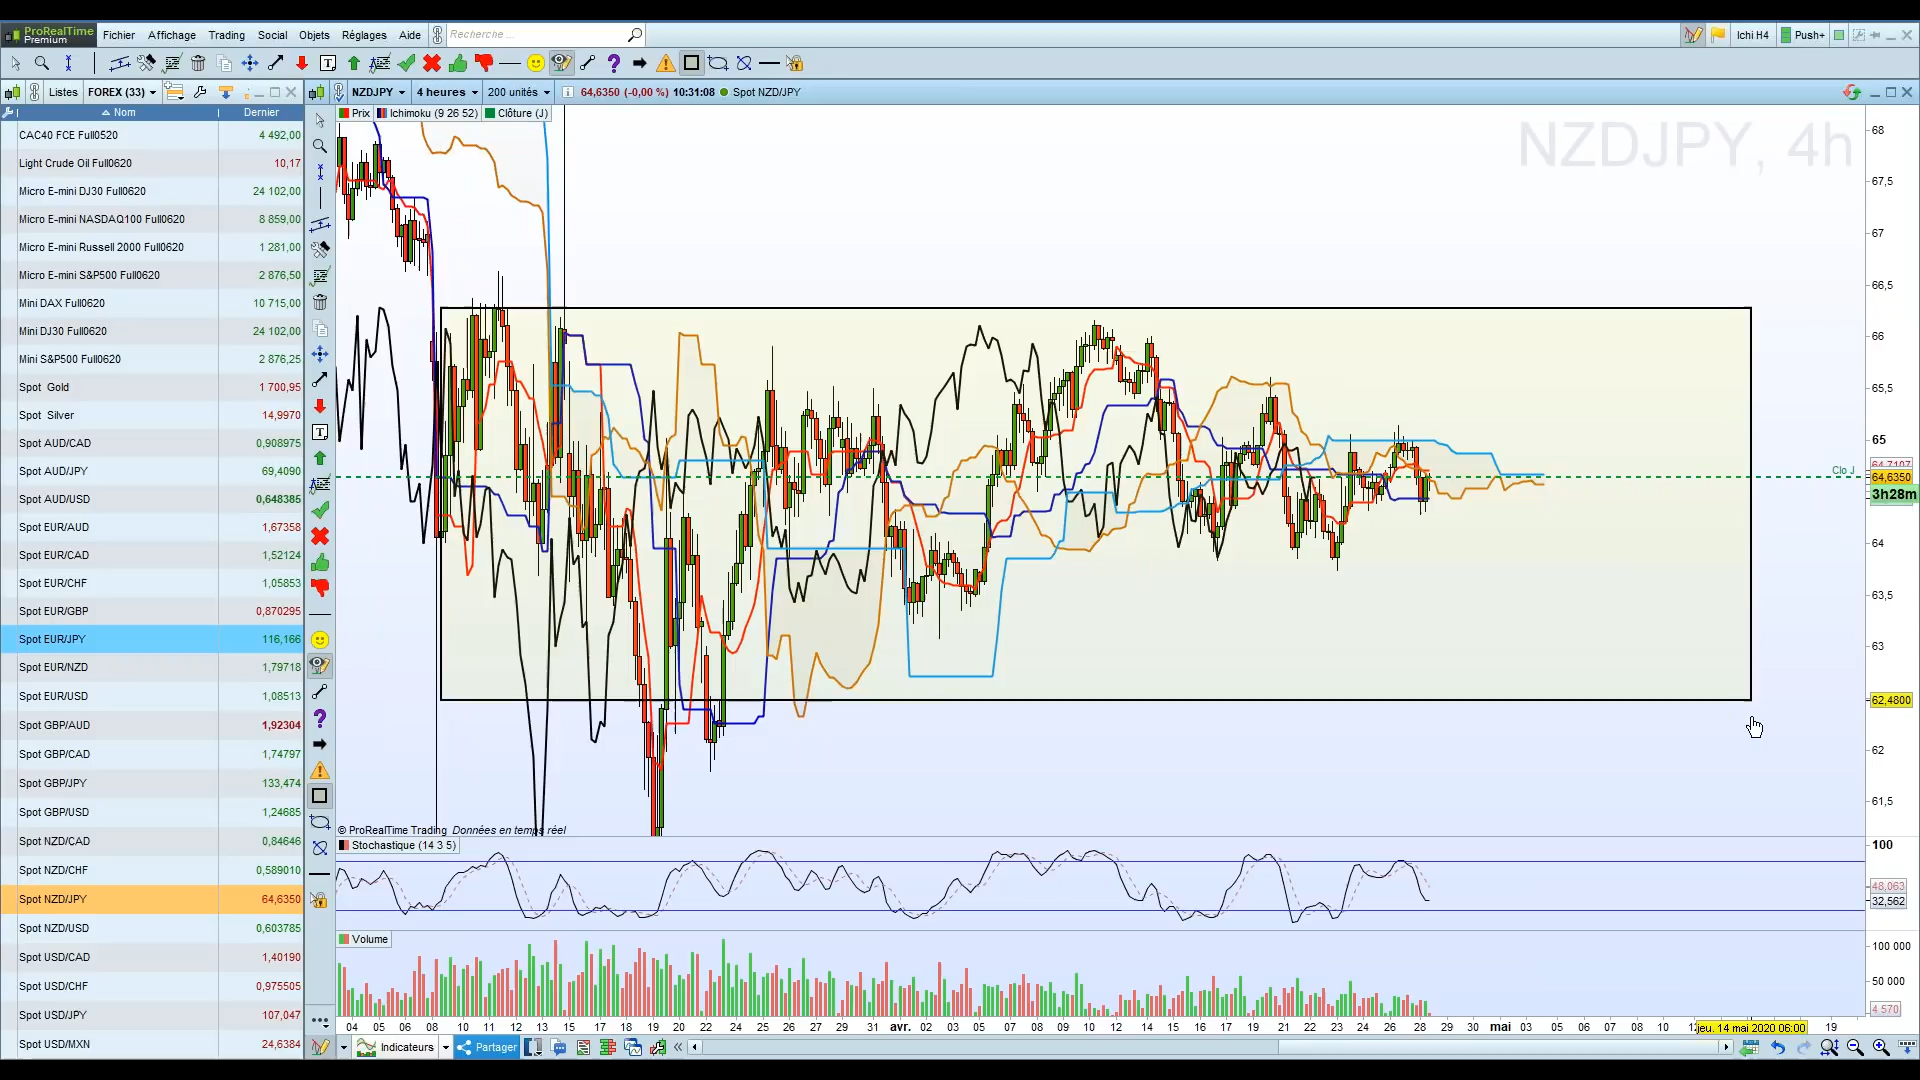 ProRealTime
Premium
Fichier Affichage Trading Social Objets Réglages Aide Recherche... Ichi H4 Push+
Listes FOREX (33) NZDJPY 4 heures 200 unités 64,6350 (-0,00 %) 10:31:08 Spot NZD/JPY
Nom Dernier
Prix Ichimoku (9 26 52) Clôture (J)
NZDJPY, 4h
CAC40 FCE Full0520 4 492,00
Light Crude Oil Full0620 10,17
Micro E-mini DJ30 Full0620 24 102,00
Micro E-mini NASDAQ100 Full0620 8 859,00
Micro E-mini Russell 2000 Full0620 1 281,00
Micro E-mini S&P500 Full0620 2 876,50
Mini DAX Full0620 10 715,00
Mini DJ30 Full0620 24 102,00
Mini S&P500 Full0620 2 876,25
Spot Gold 1 700,95
Spot Silver 14,9970
Spot AUD/CAD 0,908975
Spot AUD/JPY 69,4090
Spot AUD/USD 0,648385
Spot EUR/AUD 1,67358
Spot EUR/CAD 1,52124
Spot EUR/CHF 1,05853
Spot EUR/GBP 0,870295
Spot EUR/JPY 116,166
Spot EUR/NZD 1,79718
Spot EUR/USD 1,08513
Spot GBP/AUD 1,92304
Spot GBP/CAD 1,74797
Spot GBP/JPY 133,474
Spot GBP/USD 1,24685
Spot NZD/CAD 0,84646
Spot NZD/CHF 0,589010
Spot NZD/JPY 64,6350
Spot NZD/USD 0,603785
Spot USD/CAD 1,40190
Spot USD/CHF 0,975505
Spot USD/JPY 107,047
Spot USD/MXN 24,6384
68
67,5
67
66,5
66
65,5
65
Clo J
64,6350
3h28m
64
63,5
63
62,4800
62
61,5
© ProRealTime Trading Données en temps réel
Stochastique (14 3 5)
100
48,063
32,562
Volume
100 000
50 000
4 570
04 05 06 08 10 11 12 13 15 17 18 19 20 22 24 25 26 27 29 31 avr. 02 03 05 07 09 10 12 14 16 17 19 21 22 23 24 26 28 29 30 mai 03 05 06 07 08 10 jeu. 14 mai 2020 06:00 19
Indicateurs Partager